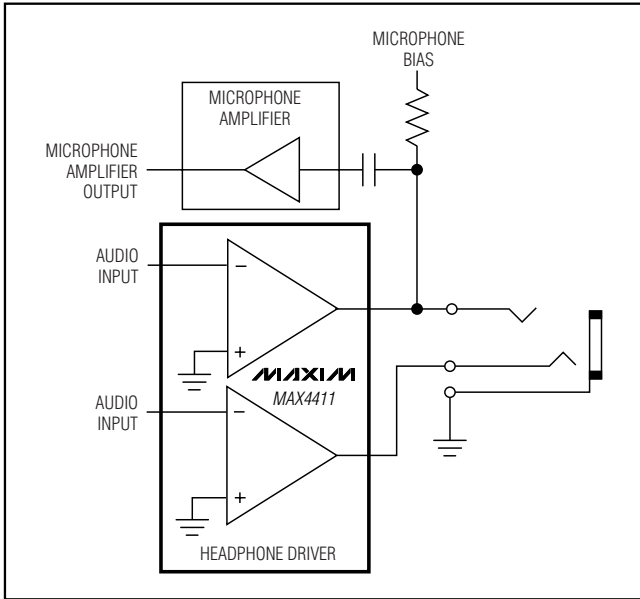 MICROPHONE
BIAS
MICROPHONE
AMPLIFIER
MICROPHONE
AMPLIFIER
OUTPUT
AUDIO
INPUT
−
+
MAXIM
MAX4411
AUDIO
INPUT
−
+
HEADPHONE DRIVER